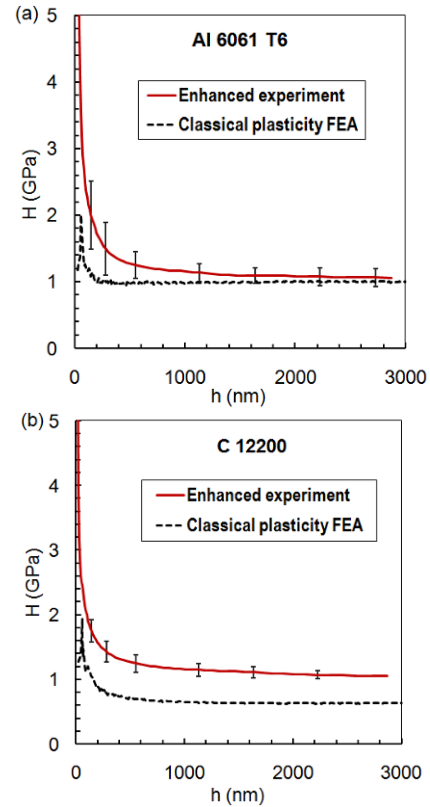 (a)
Al 6061 T6
Enhanced experiment
Classical plasticity FEA
H (GPa)
5
4
3
2
1
0
0
1000
2000
3000
h (nm)
(b)
C 12200
Enhanced experiment
Classical plasticity FEA
H (GPa)
5
4
3
2
1
0
0
1000
2000
3000
h (nm)